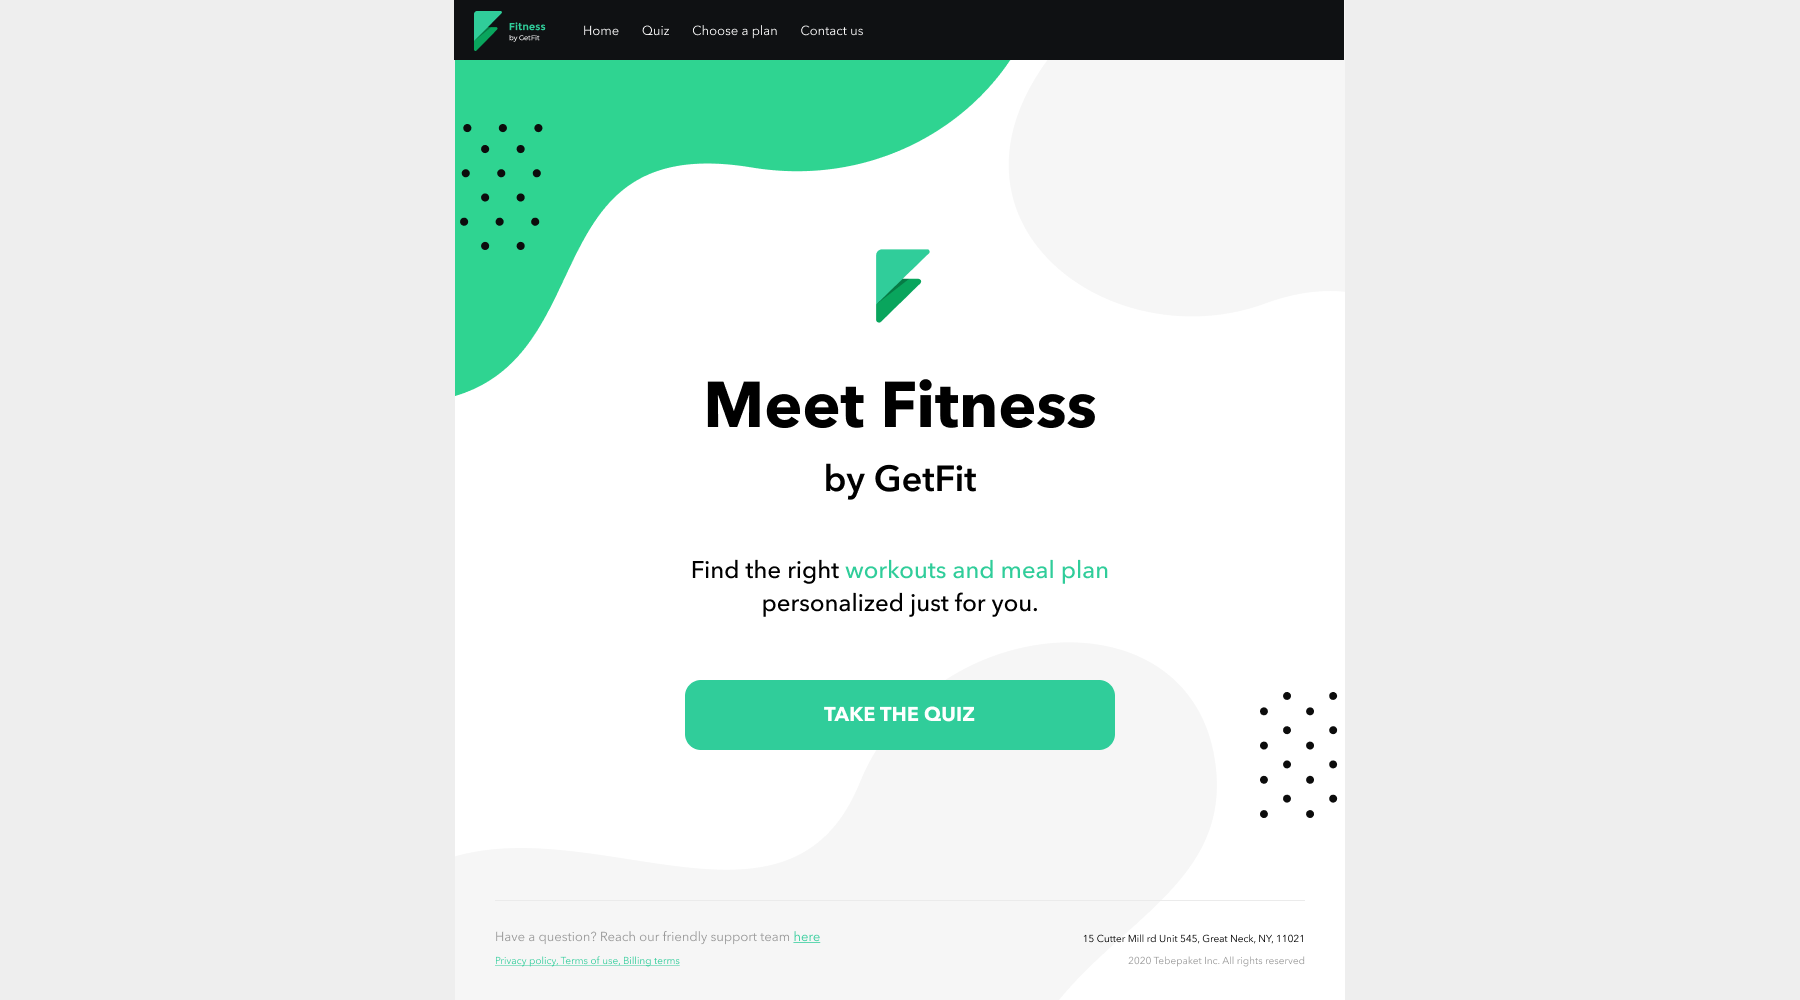 Fitness
by GetFit
Home
Quiz
Choose a plan
Contact us
Meet Fitness
by GetFit
Find the right workouts and meal plan
personalized just for you.
TAKE THE QUIZ
Have a question? Reach our friendly support team here
Privacy policy, Terms of use, Billing terms
15 Cutter Mill rd Unit 545, Great Neck, NY, 11021
2020 Tebepaket Inc. All rights reserved